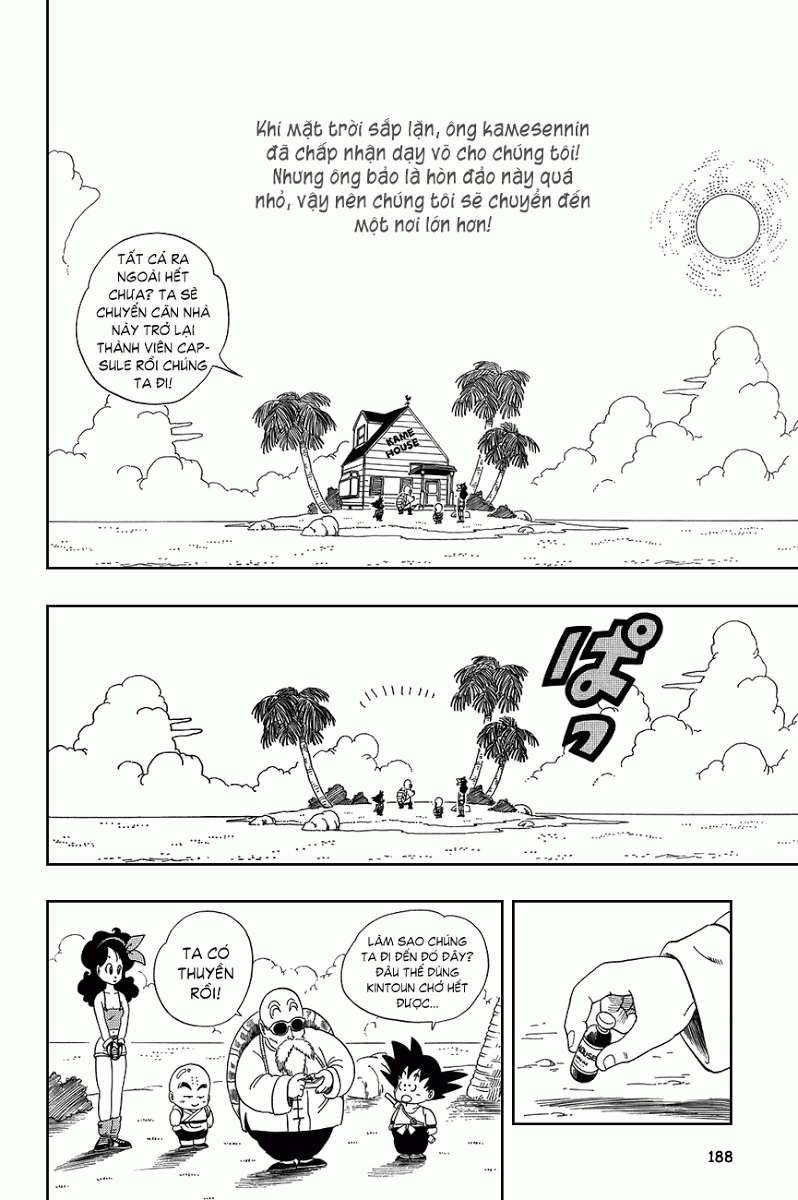 Khi mặt trời sắp lặn, ông kamesennin
đã chấp nhận dạy võ cho chúng tôi!
Nhưng ông bảo là hòn đảo này quá
nhỏ, vậy nên chúng tôi sẽ chuyển đến
một nơi lớn hơn!
TẤT CẢ RA
NGOÀI HẾT
CHƯA? TA SẼ
CHUYỂN CĂN NHÀ
NÀY TRỞ LẠI
THÀNH VIÊN CAP-
SULE RỒI CHÚNG
TA ĐI!
KAME
HOUSE
ぱっ
TA CÓ
THUYỀN
RỒI!
LÀM SAO CHÚNG
TA ĐI ĐẾN ĐÓ ĐÂY?
ĐÂU THỂ DÙNG
KINTOUN CHỞ HẾT
ĐƯỢC...
HOUSE
188